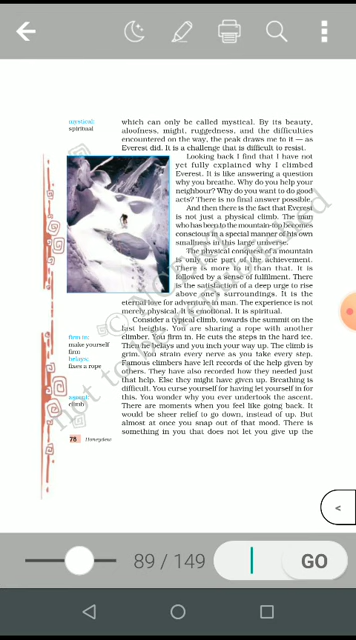 mystical:
spiritual
which can only be called mystical. By its beauty,
aloofness, might, ruggedness, and the difficulties
encountered on the way, the peak draws me to it — as
Everest did. It is a challenge that is difficult to resist.
Looking back I find that I have not
yet fully explained why I climbed
Everest. It is like answering a question
why you breathe. Why do you help your
neighbour? Why do you want to do good
acts? There is no final answer possible.
And then there is the fact that Everest
is not just a physical climb. The man
who has been to the mountain-top becomes
conscious in a special manner of his own
smallness in this large universe.
The physical conquest of a mountain
is only one part of the achievement.
There is more to it than that. It is
followed by a sense of fulfilment. There
is the satisfaction of a deep urge to rise
above one's surroundings. It is the
eternal love for adventure in man. The experience is not
merely physical. It is emotional. It is spiritual.
Consider a typical climb, towards the summit on the
last heights. You are sharing a rope with another
firm in:
make yourself
firm
belays:
fixes a rope
climber. You firm in. He cuts the steps in the hard ice.
Then he belays and you inch your way up. The climb is
grim. You strain every nerve as you take every step.
Famous climbers have left records of the help given by
others. They have also recorded how they needed just
that help. Else they might have given up. Breathing is
difficult. You curse yourself for having let yourself in for
ascent:
climb
this. You wonder why you ever undertook the ascent.
There are moments when you feel like going back. It
would be sheer relief to go down, instead of up. But
almost at once you snap out of that mood. There is
something in you that does not let you give up the
78 Honeydew
89 / 149
GO